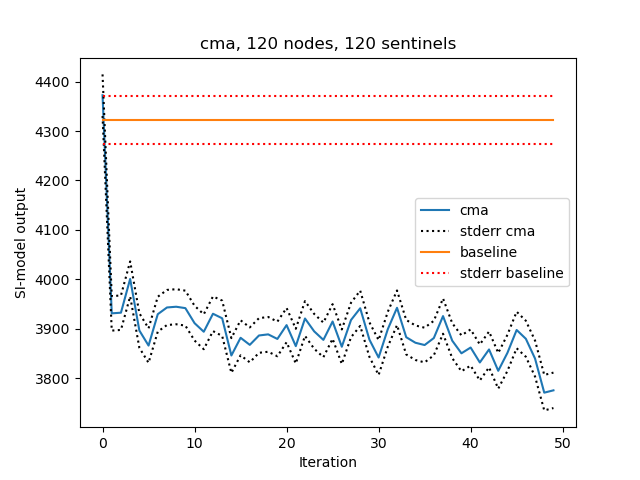 cma, 120 nodes, 120 sentinels
4400
4300
4200
4100
4000
3900
3800
SI-model output
cma
stderr cma
baseline
stderr baseline
0 10 20 30 40 50
Iteration